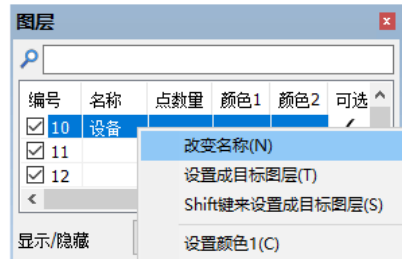 图层
编号 名称 点数量 颜色1 颜色2 可选
10 设备
改变名称(N)
11
设置成目标图层(T)
12
Shift键来设置成目标图层(S)
显示/隐藏
设置颜色1(C)